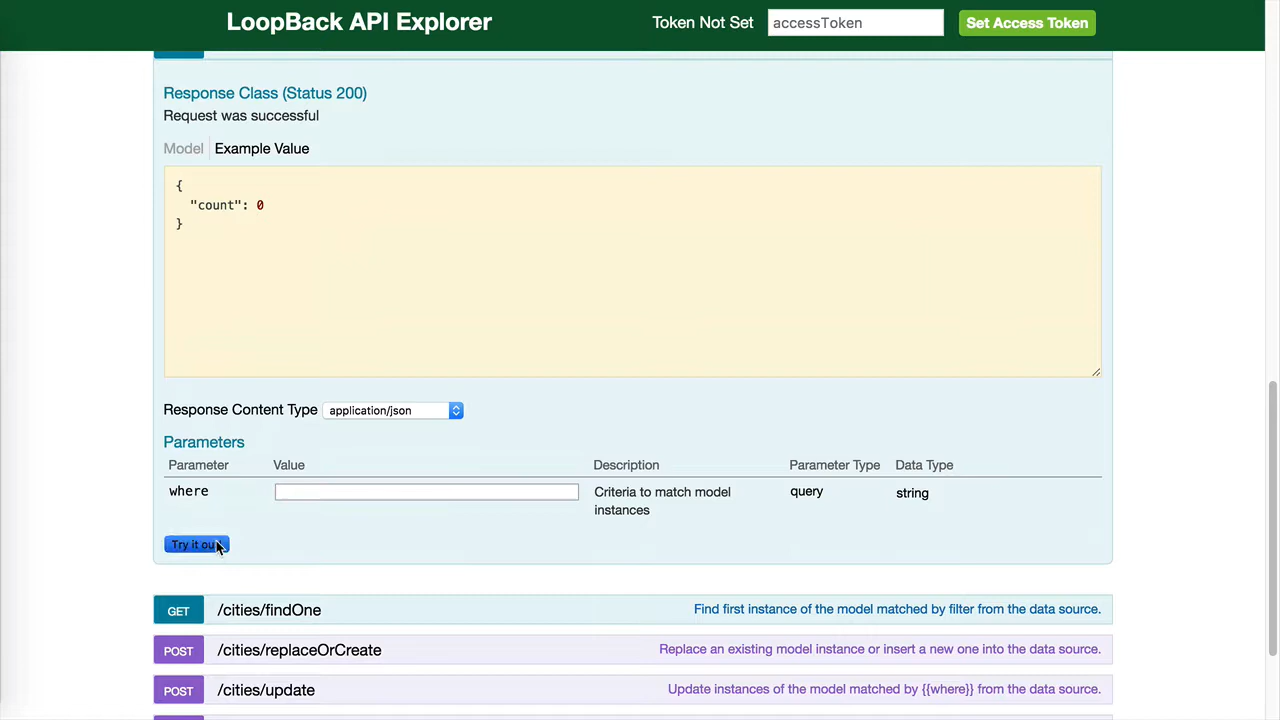 LoopBack API Explorer
Token Not Set
accessToken
Set Access Token
Response Class (Status 200)
Request was successful
Model
Example Value
{
"count": 0
}
Response Content Type application/json
Parameters
Parameter Value Description Parameter Type Data Type
where Criteria to match model query string
instances
Try it out
GET /cities/findOne Find first instance of the model matched by filter from the data source.
POST /cities/replaceOrCreate Replace an existing model instance or insert a new one into the data source.
POST /cities/update Update instances of the model matched by {{where}} from the data source.